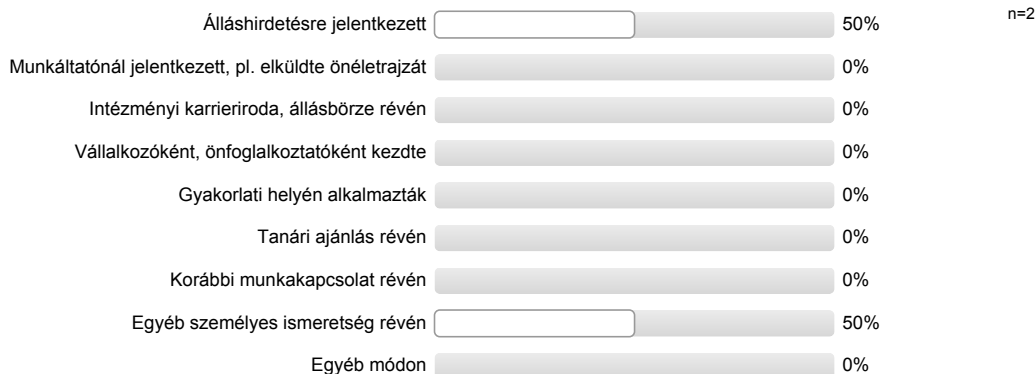 Álláshirdetésre jelentkezett 50% n=2
Munkáltatónál jelentkezett, pl. elküldte önéletrajzát 0%
Intézményi karrieriroda, állásbörze révén 0%
Vállalkozóként, önfoglalkoztatóként kezdte 0%
Gyakorlati helyén alkalmazták 0%
Tanári ajánlás révén 0%
Korábbi munkakapcsolat révén 0%
Egyéb személyes ismeretség révén 50%
Egyéb módon 0%